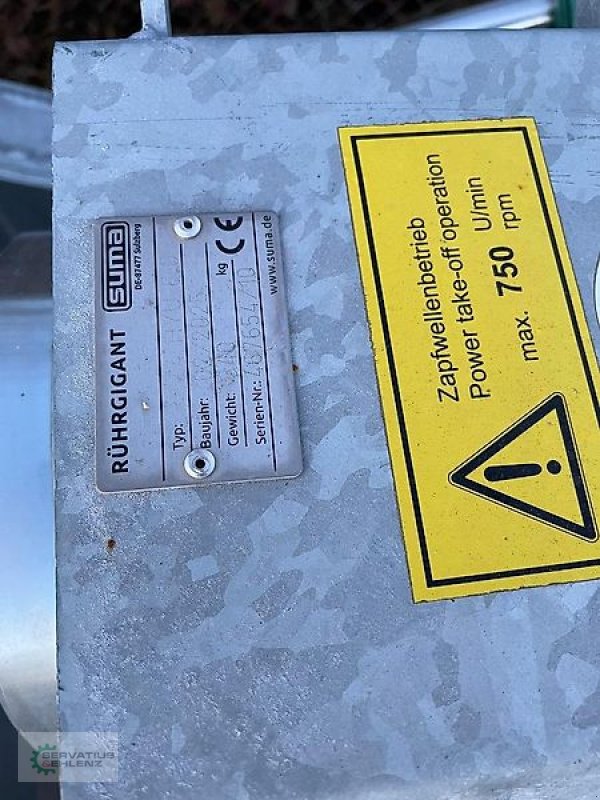 RÜHRGIGANT
suma
DE-87477 Sulzberg
Typ:
Baujahr:
Gewicht: kg
Serien-Nr.:
CE
www.suma.de
Zapfwellenbetrieb
Power take-off operation
max. 750 U/min
rpm
SERVATIUS
&EHLENZ